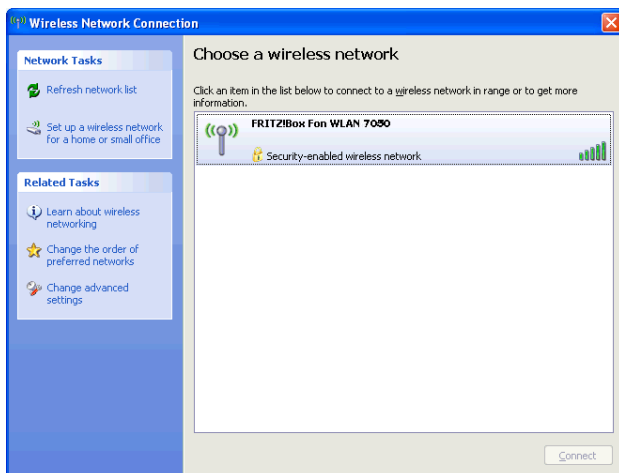 Wireless Network Connection
Network Tasks
Refresh network list
Set up a wireless network
for a home or small office
Related Tasks
Learn about wireless
networking
Change the order of
preferred networks
Change advanced
settings
Choose a wireless network
Click an item in the list below to connect to a wireless network in range or to get more
information.
FRITZ!Box Fon WLAN 7050
Security-enabled wireless network
Connect